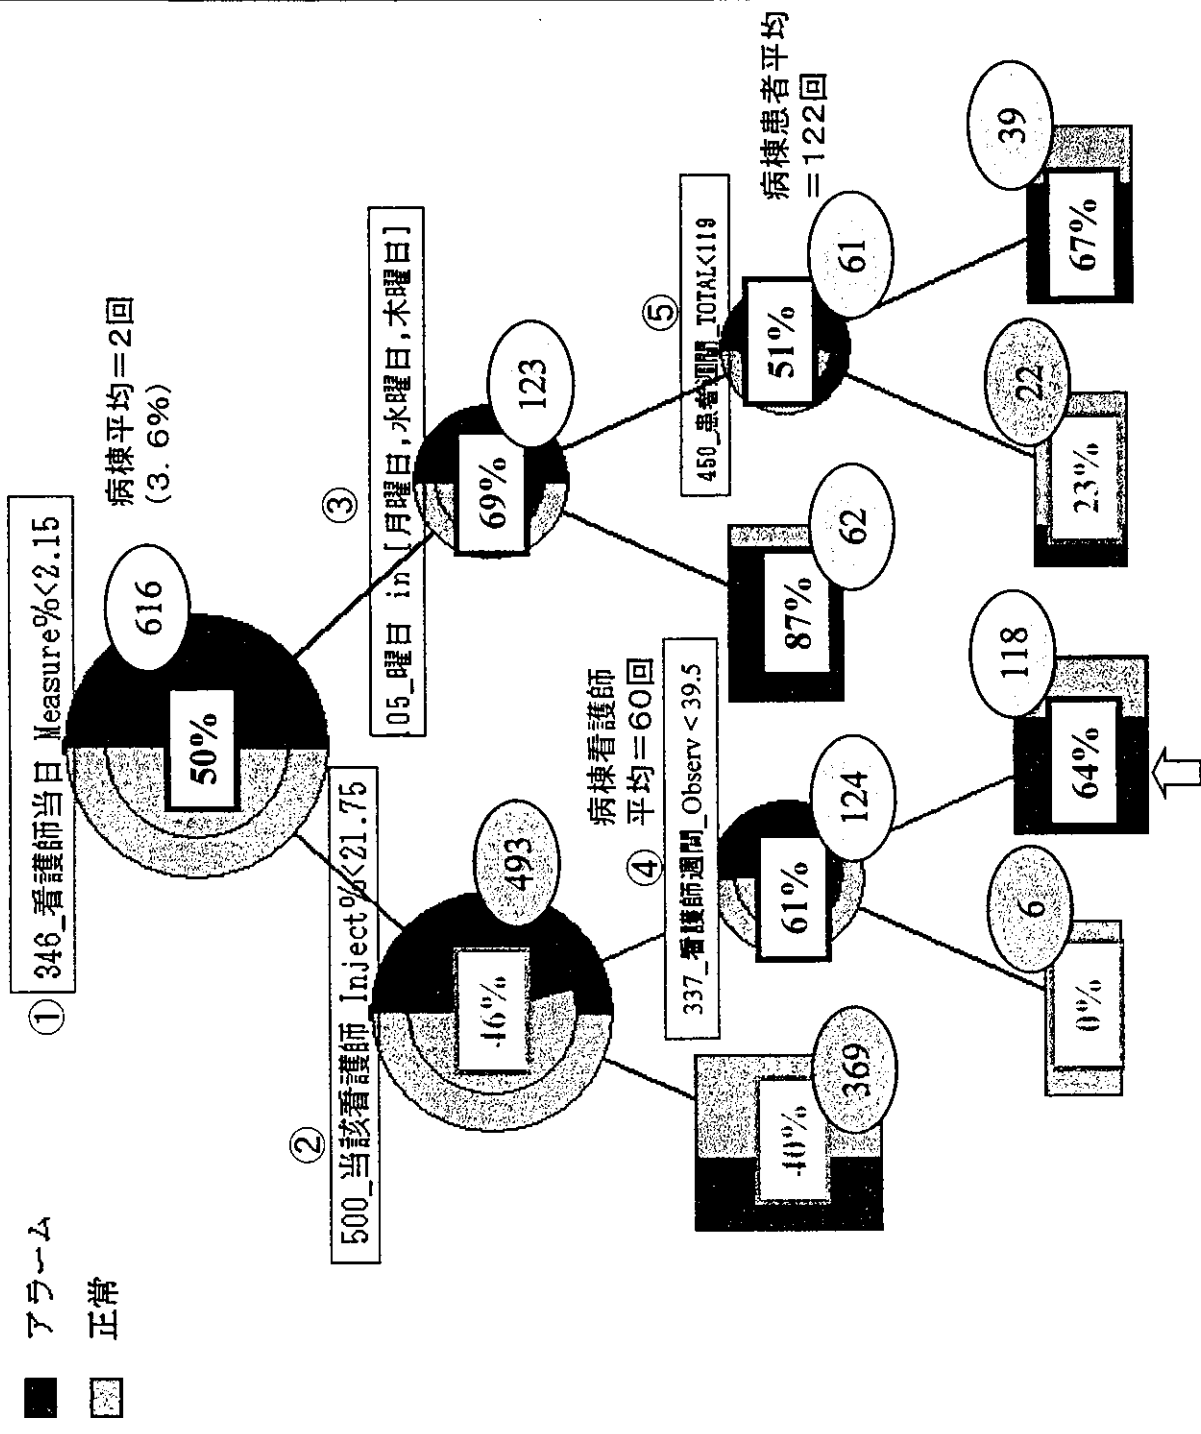 アラーム
正常
① 346_看護師当日 Measure%<2.15
病棟平均=2回
(3.6%)
616
50%
② 500_当該看護師 Inject%<21.75
③ 105_曜日 in [月曜日,水曜日,木曜日]
493
46%
123
69%
病棟看護師
平均=60回
④ 337_看護師週間_Observ < 39.5
⑤ 450_患者週間_TOTAL<119
病棟患者平均
=122回
369
40%
124
61%
62
87%
61
51%
6
0%
118
64%
22
23%
39
67%